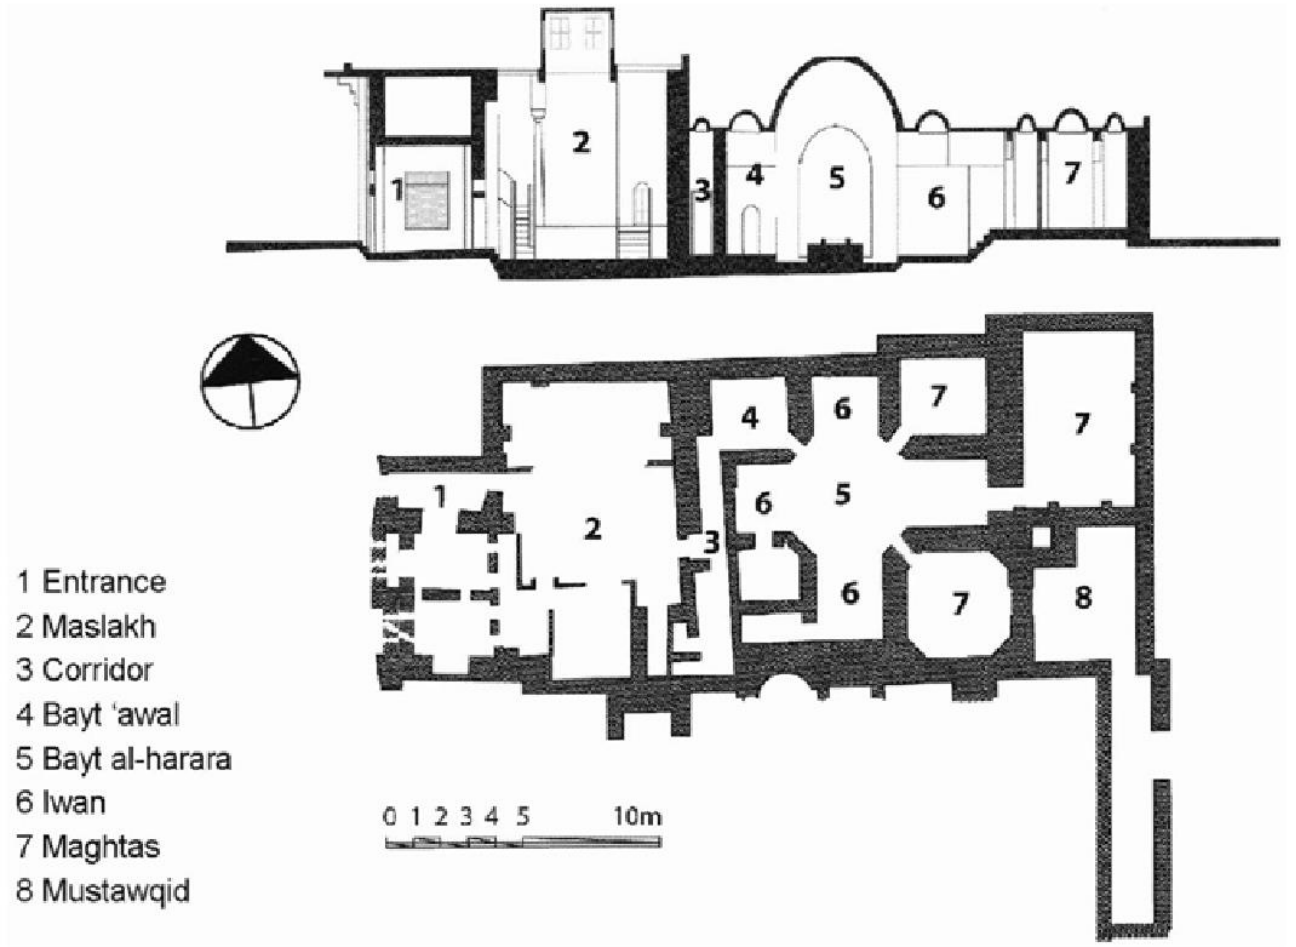 2
1
3
4
5
6
7
4
6
7
7
1
6
5
2
3
6
7
8
0 1 2 3 4 5 10m
1 Entrance
2 Maslakh
3 Corridor
4 Bayt ‘awal
5 Bayt al-harara
6 Iwan
7 Maghtas
8 Mustawqid